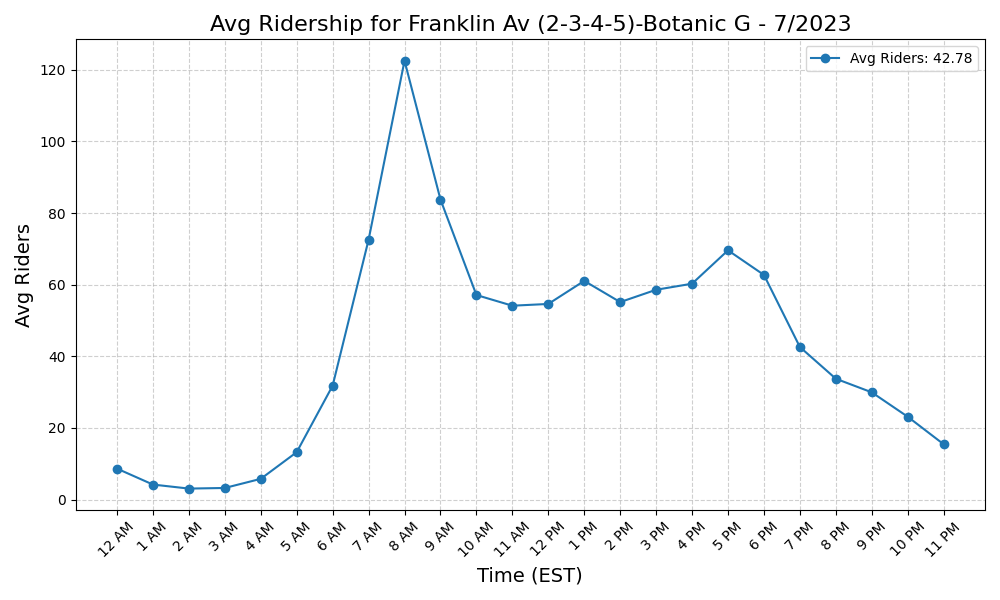 Avg Ridership for Franklin Av (2-3-4-5)-Botanic G - 7/2023
Avg Riders: 42.78
Avg Riders
120
100
80
60
40
20
0
12 AM
1 AM
2 AM
3 AM
4 AM
5 AM
6 AM
7 AM
8 AM
9 AM
10 AM
11 AM
12 PM
1 PM
2 PM
3 PM
4 PM
5 PM
6 PM
7 PM
8 PM
9 PM
10 PM
11 PM
Time (EST)